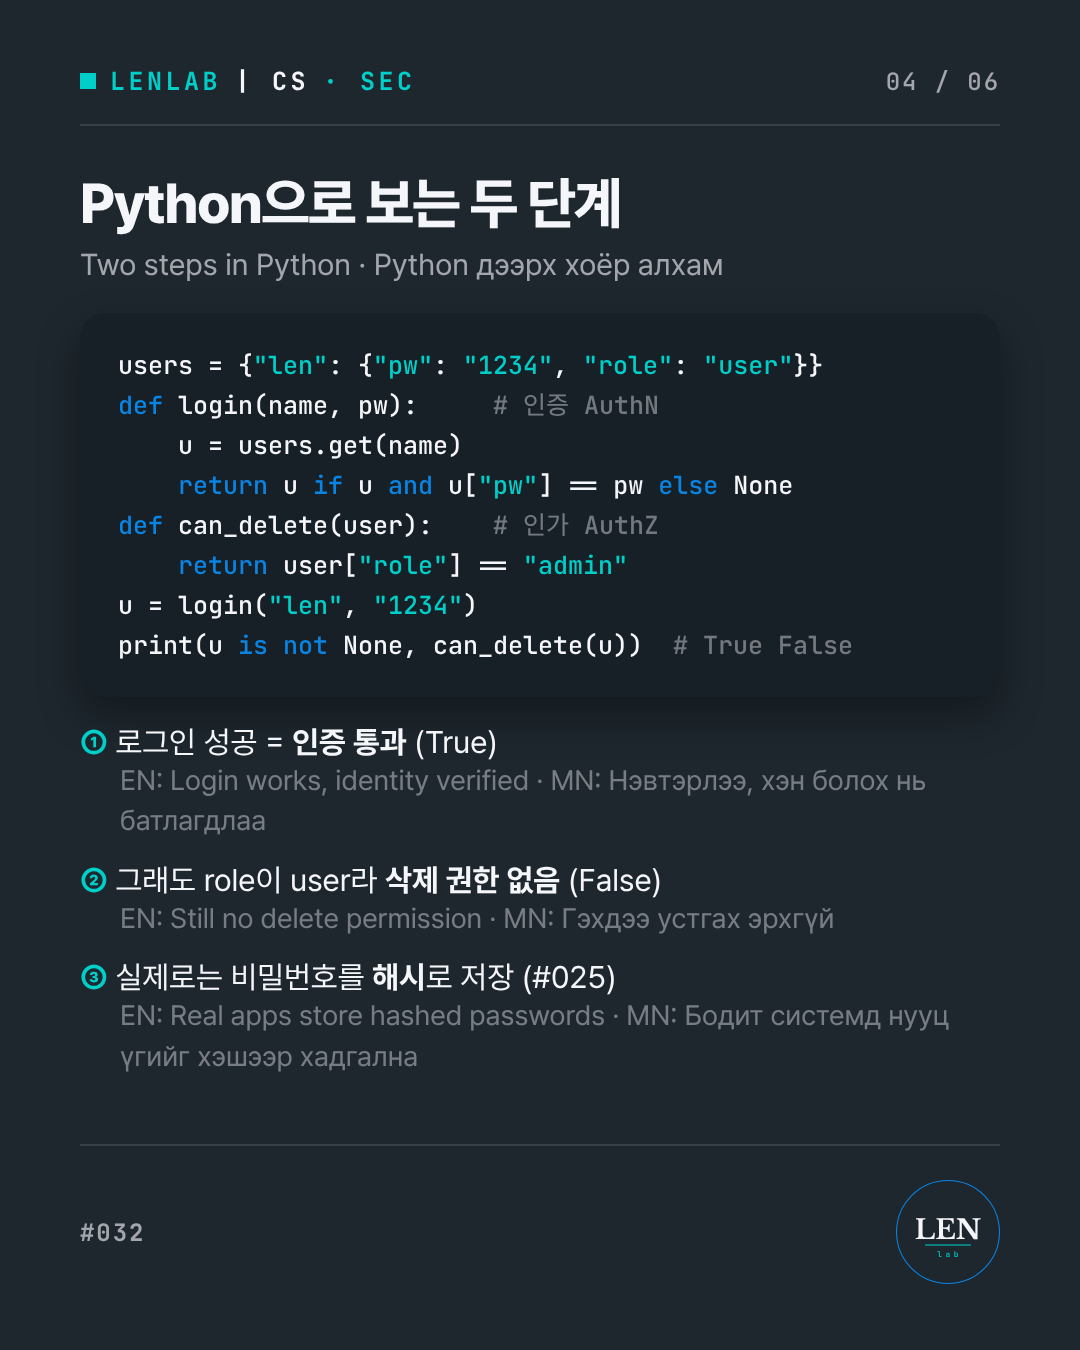 LENLAB | CS · SEC
04 / 06
Python으로 보는 두 단계
Two steps in Python · Python дээрх хоёр алхам
users = {"len": {"pw": "1234", "role": "user"}}
def login(name, pw):     # 인증 AuthN
    u = users.get(name)
    return u if u and u["pw"] == pw else None
def can_delete(user):    # 인가 AuthZ
    return user["role"] == "admin"
u = login("len", "1234")
print(u is not None, can_delete(u))  # True False
① 로그인 성공 = 인증 통과 (True)
EN: Login works, identity verified · MN: Нэвтэрлээ, хэн болох нь
батлагдлаа
② 그래도 role이 user라 삭제 권한 없음 (False)
EN: Still no delete permission · MN: Гэхдээ устгах эрхгүй
③ 실제로는 비밀번호를 해시로 저장 (#025)
EN: Real apps store hashed passwords · MN: Бодит системд нууц
үгийг хэшээр хадгална
#032
LEN
lab